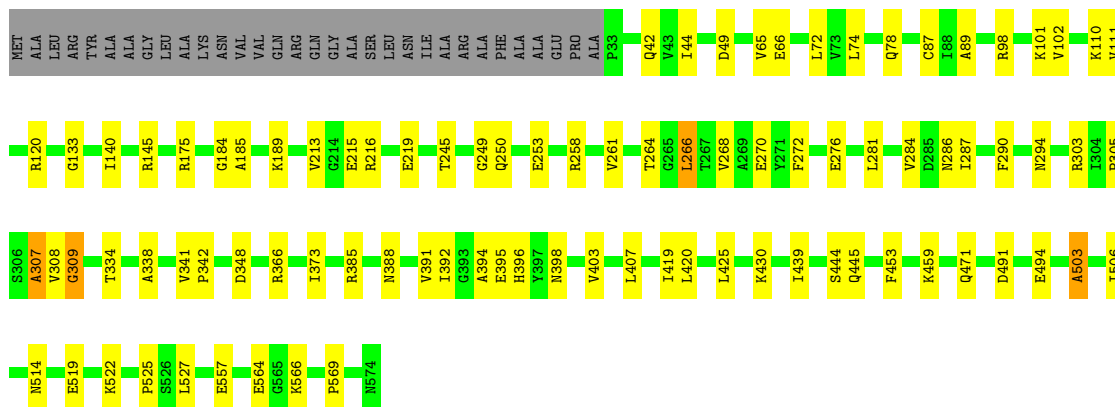 MET ALA LEU ARG TYR ALA ALA GLY LEU ALA LYS ASN VAL VAL GLN ARG GLN GLY ALA SER LEU ASN ILE ALA ARG ALA PHE ALA ALA GLU PRO ALA P33 Q42 V43 I44 D49 V65 E66 L72 V73 L74 Q78 C87 I88 A89 R98 K101 V102 K110
R120 G133 I140 R145 R175 G184 A185 K189 V213 G214 E215 R216 E219 T245 G249 Q250 E253 R258 V261 T264 G265 L266 T267 V268 A269 E270 Y271 F272 E276 L281 V284 D285 N286 I287 F290 N294 R303 I304
S306 A307 V308 G309 T334 A338 V341 P342 D348 R366 I373 R385 N388 V391 I392 G393 A394 E395 H396 Y397 N398 V403 L407 I419 L420 L425 K430 I439 S444 Q445 F453 K459 Q471 D491 E494 A503
N514 E519 K522 P525 S526 L527 E557 E564 G565 K566 P569 N574